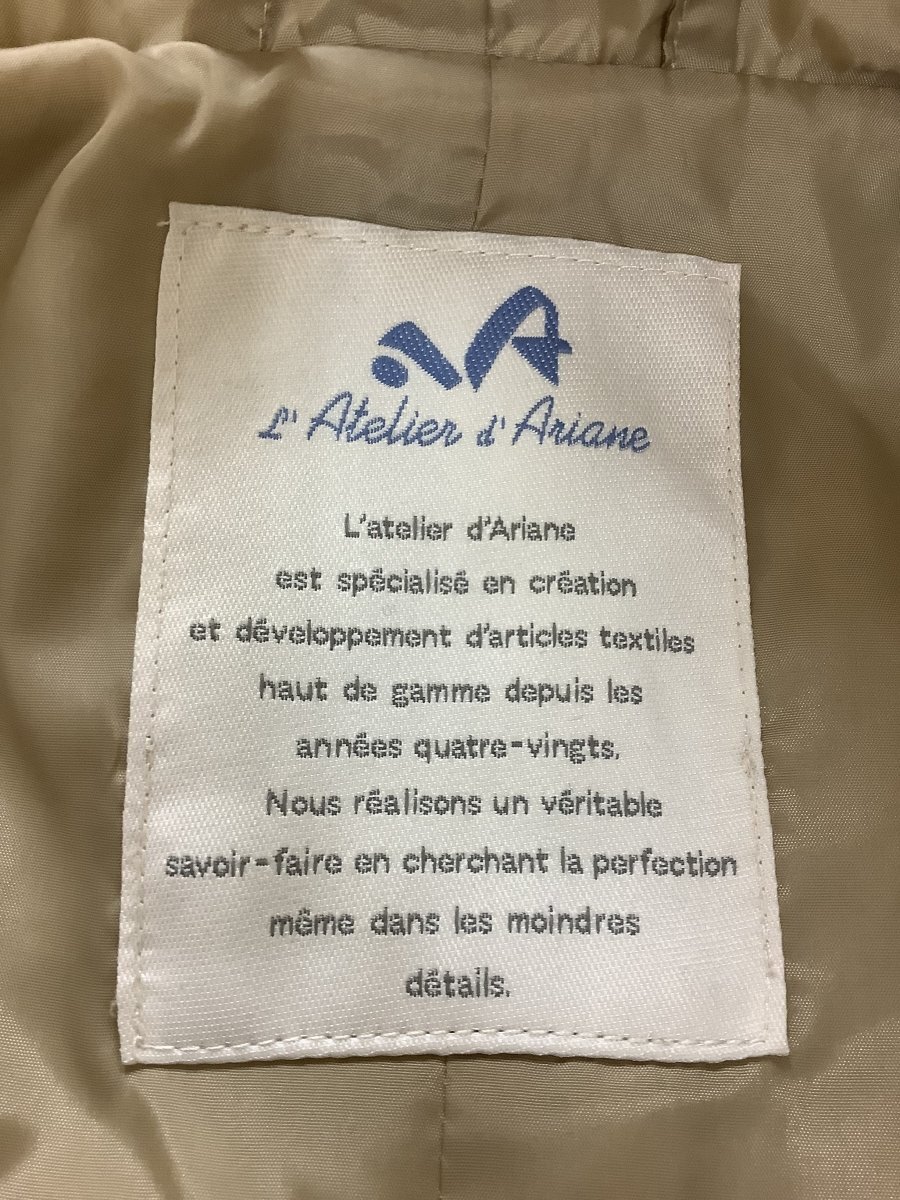 L'Atelier d'Ariane
L'atelier d'Ariane
est spécialisé en création
et développement d'articles textiles
haut de gamme depuis les
années quatre-vingts.
Nous réalisons un véritable
savoir-faire en cherchant la perfection
même dans les moindres
détails.